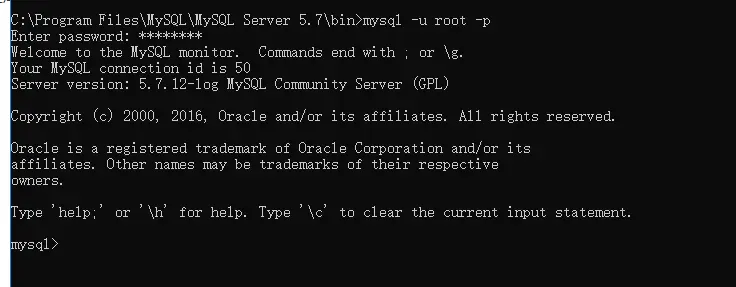 C:\Program Files\MySQL\MySQL Server 5.7\bin>mysql -u root -p
Enter password: ********
Welcome to the MySQL monitor.  Commands end with ; or \g.
Your MySQL connection id is 50
Server version: 5.7.12-log MySQL Community Server (GPL)
Copyright (c) 2000, 2016, Oracle and/or its affiliates. All rights reserved.
Oracle is a registered trademark of Oracle Corporation and/or its
affiliates. Other names may be trademarks of their respective
owners.
Type 'help;' or '\h' for help. Type '\c' to clear the current input statement.
mysql>